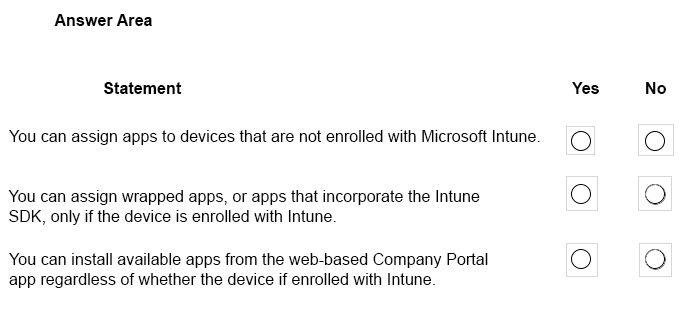 Answer Area
Statement Yes No
You can assign apps to devices that are not enrolled with Microsoft Intune.
You can assign wrapped apps, or apps that incorporate the Intune
SDK, only if the device is enrolled with Intune.
You can install available apps from the web-based Company Portal
app regardless of whether the device if enrolled with Intune.